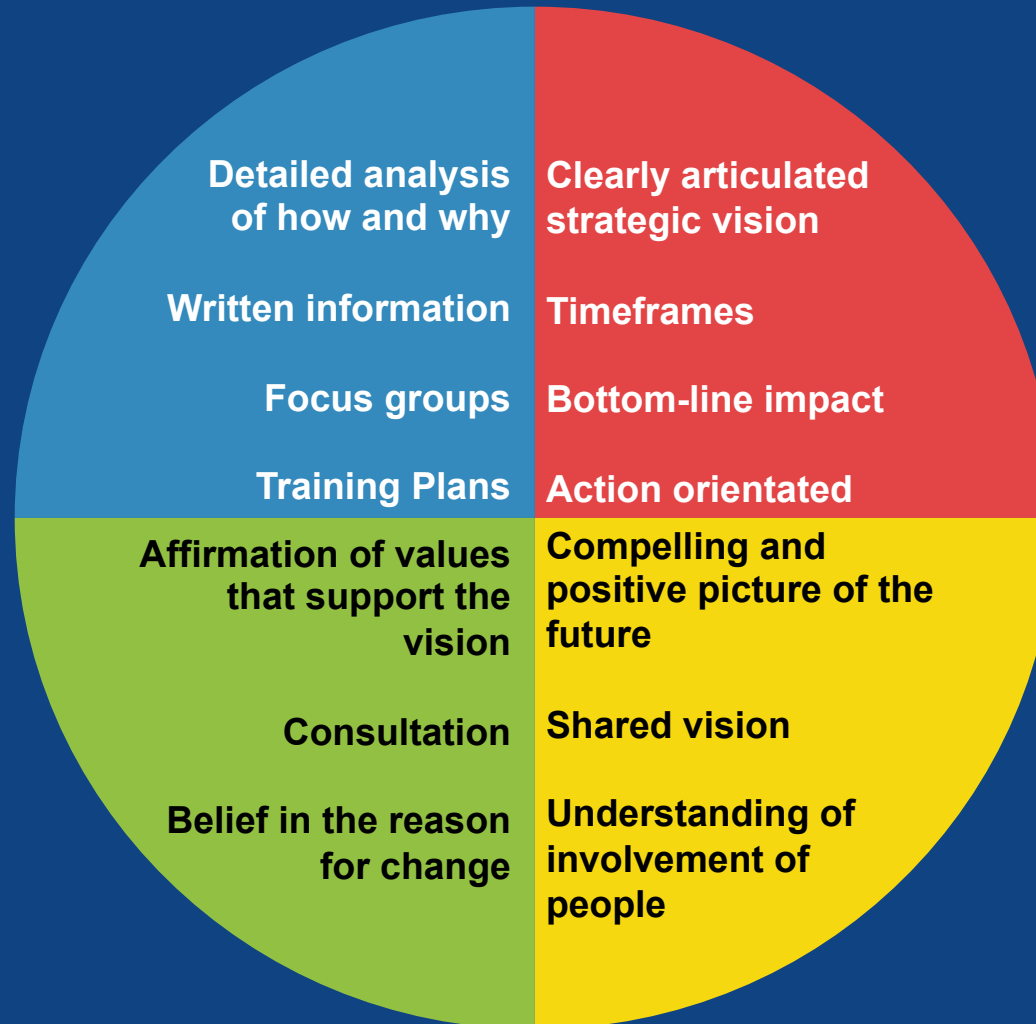 Detailed analysis
of how and why
Written information
Focus groups
Training Plans
Clearly articulated
strategic vision
Timeframes
Bottom-line impact
Action orientated
Affirmation of values
that support the
vision
Consultation
Belief in the reason
for change
Compelling and
positive picture of the
future
Shared vision
Understanding of
involvement of
people